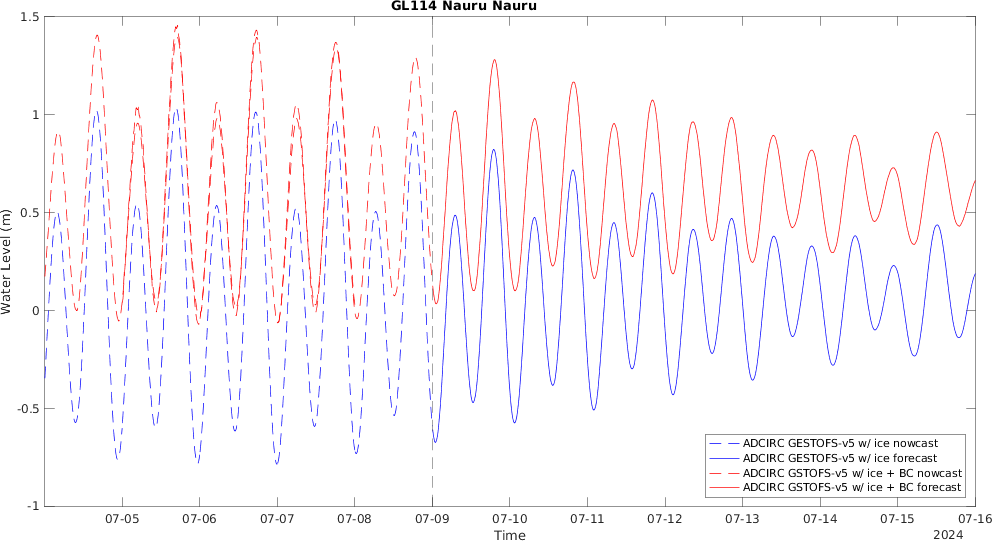 GL114 Nauru Nauru
Water Level (m)
1.5
1
0.5
0
-0.5
-1
ADCIRC GESTOFS-v5 w/ ice nowcast
ADCIRC GESTOFS-v5 w/ ice forecast
ADCIRC GSTOFS-v5 w/ ice + BC nowcast
ADCIRC GSTOFS-v5 w/ ice + BC forecast
07-05 07-06 07-07 07-08 07-09 07-10 07-11 07-12 07-13 07-14 07-15 07-16
Time
2024